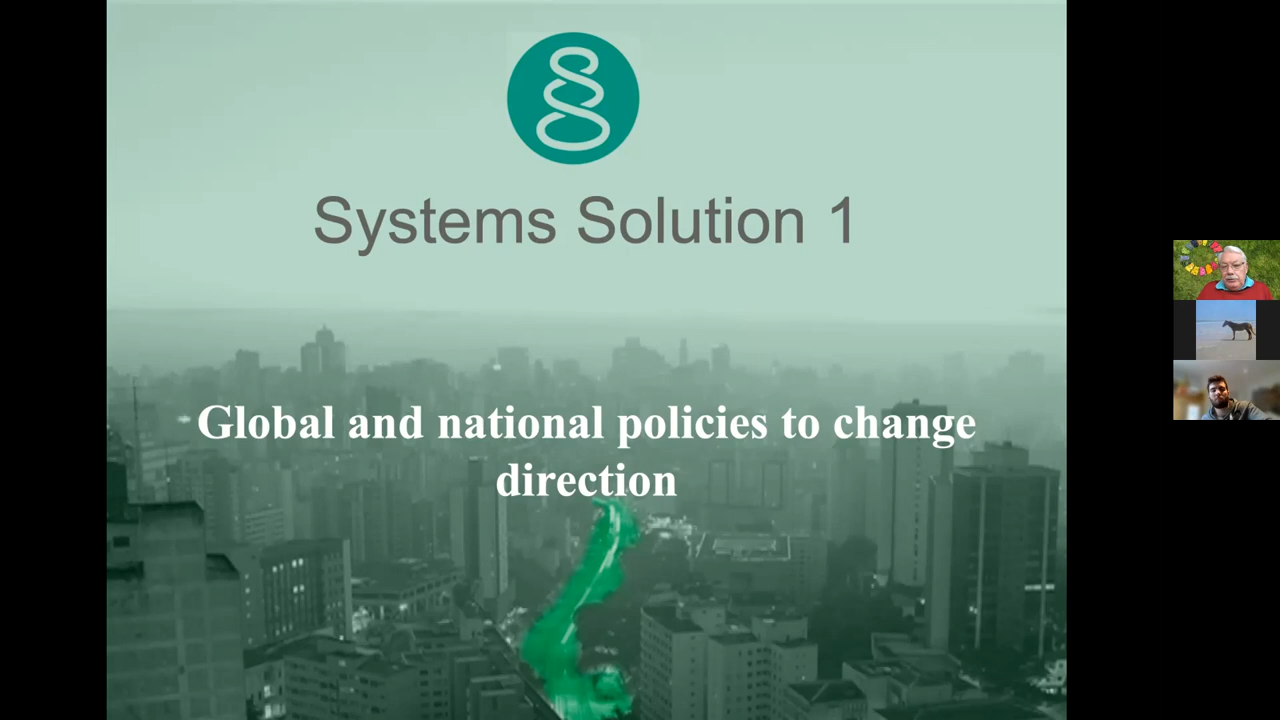 Systems Solution 1
Global and national policies to change
direction